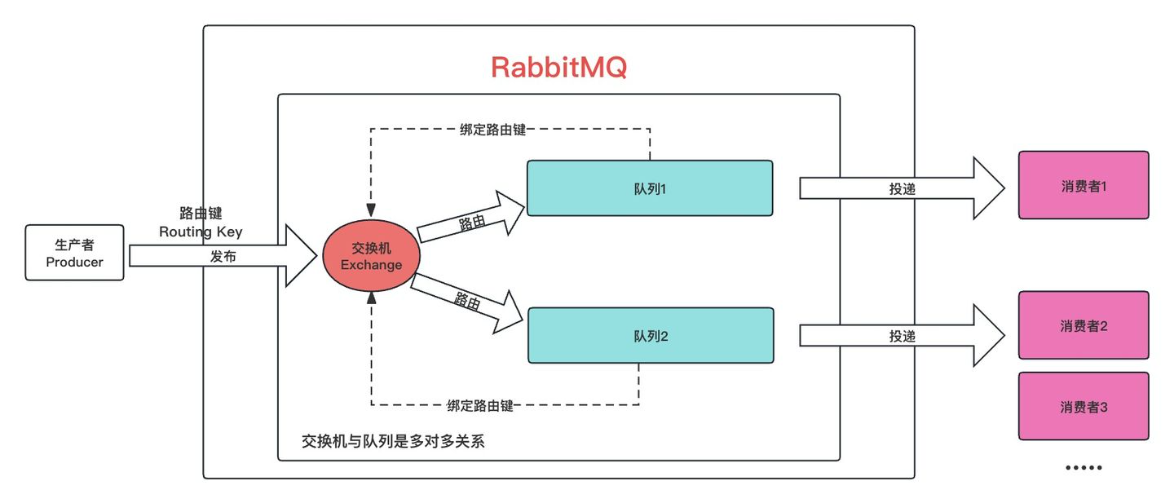 RabbitMQ
绑定路由键
队列1
投递
消费者1
路由键
Routing Key
发布
生产者
Producer
交换机
Exchange
路由
路由
队列2
投递
消费者2
消费者3
绑定路由键
交换机与队列是多对多关系
•••••